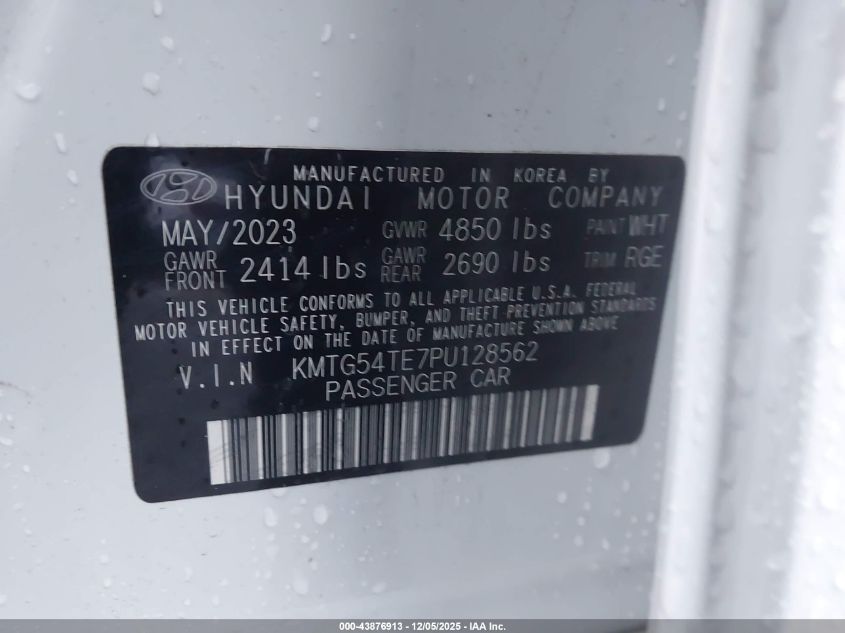 MANUFACTURED IN KOREA BY
HYUNDAI MOTOR COMPANY
MAY/2023 GVWR 4850 lbs PAINT WHT
GAWR FRONT 2414 lbs GAWR REAR 2690 lbs TRIM RGE
THIS VEHICLE CONFORMS TO ALL APPLICABLE U.S.A. FEDERAL
MOTOR VEHICLE SAFETY, BUMPER, AND THEFT PREVENTION STANDARDS
IN EFFECT ON THE DATE OF MANUFACTURE SHOWN ABOVE
V.I.N KMTG54TE7PU128562
PASSENGER CAR
000-43876913 - 12/05/2025 - IAA Inc.